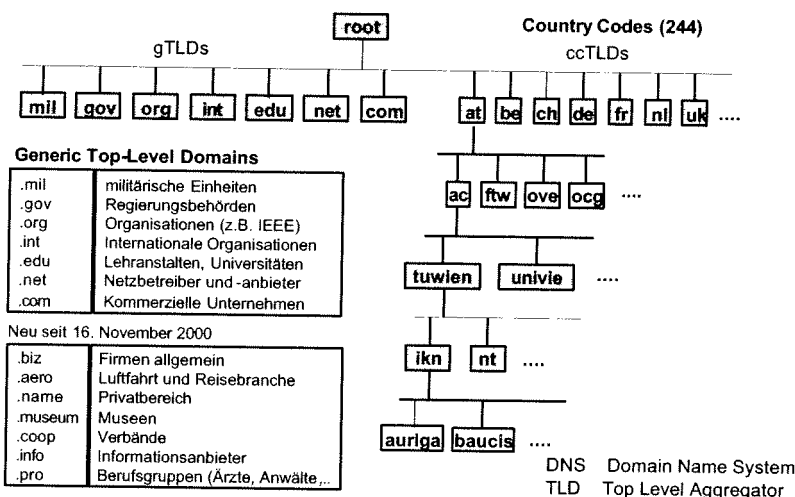 root
Country Codes (244)
gTLDs
ccTLDs
mil gov org int edu net com
at be ch de fr nl uk ....
Generic Top-Level Domains
.mil militärische Einheiten
.gov Regierungsbehörden
.org Organisationen (z.B. IEEE)
.int Internationale Organisationen
.edu Lehranstalten, Universitäten
.net Netzbetreiber und -anbieter
.com Kommerzielle Unternehmen
ac ftw ove ocg ....
tuwien univie ....
Neu seit 16. November 2000
.biz Firmen allgemein
.aero Luftfahrt und Reisebranche
.name Privatbereich
.museum Museen
.coop Verbände
.info Informationsanbieter
.pro Berufsgruppen (Ärzte, Anwälte,..
ikn nt ....
auriga baucis ....
DNS Domain Name System
TLD Top Level Aggregator